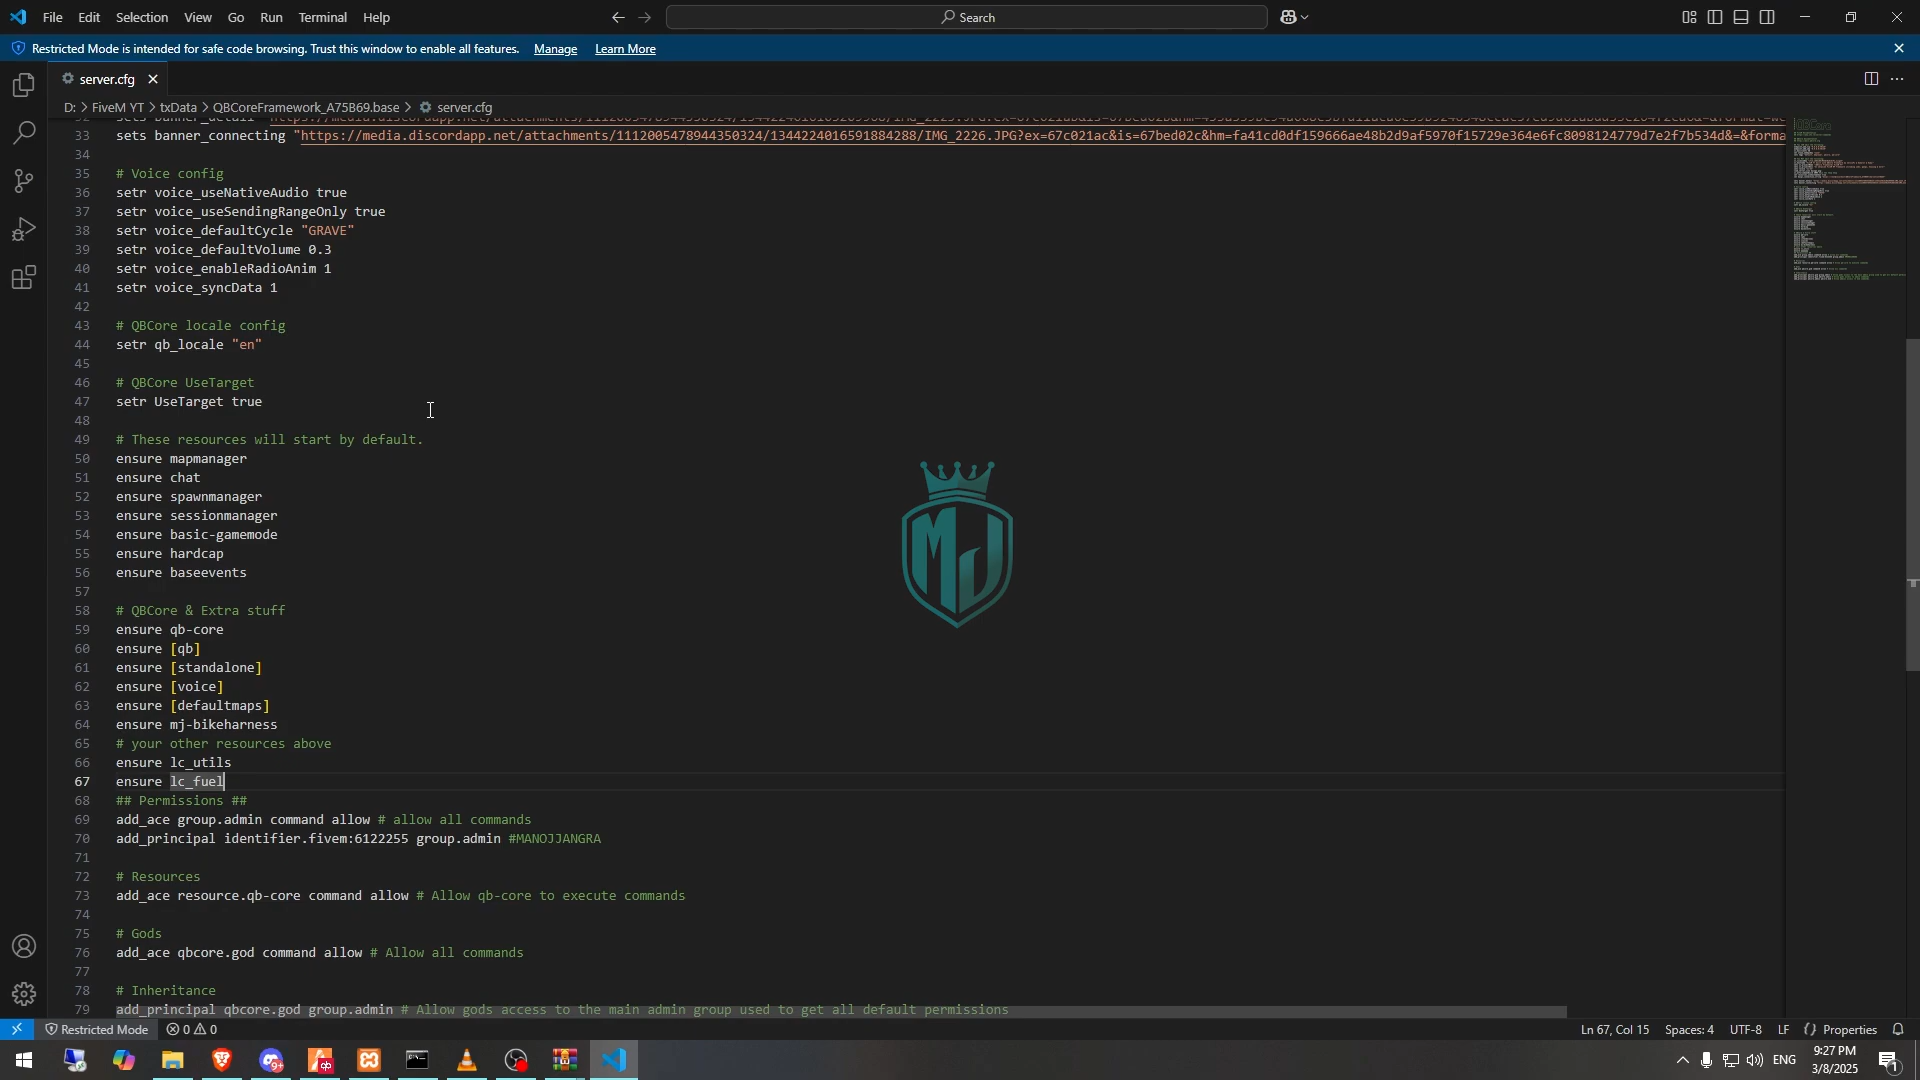 File Edit Selection View Go Run Terminal Help
Search
Restricted Mode is intended for safe code browsing. Trust this window to enable all features. Manage Learn More
server.cfg
D: > FiveM YT > txData > QBCoreFramework_A75B69.base > server.cfg
33 sets banner_connecting "https://media.discordapp.net/attachments/1112005478944350324/1344224016591884288/IMG_2226.JPG?ex=67c021ac&is=67bed02c&hm=fa41cd0df159666ae48b2d9af5970f15729e364e6fc8098124779d7e2f7b534d&=&forma
34
35 # Voice config
36 setr voice_useNativeAudio true
37 setr voice_useSendingRangeOnly true
38 setr voice_defaultCycle "GRAVE"
39 setr voice_defaultVolume 0.3
40 setr voice_enableRadioAnim 1
41 setr voice_syncData 1
42
43 # QBCore locale config
44 setr qb_locale "en"
45
46 # QBCore UseTarget
47 setr UseTarget true
48
49 # These resources will start by default.
50 ensure mapmanager
51 ensure chat
52 ensure spawnmanager
53 ensure sessionmanager
54 ensure basic-gamemode
55 ensure hardcap
56 ensure baseevents
57
58 # QBCore & Extra stuff
59 ensure qb-core
60 ensure [qb]
61 ensure [standalone]
62 ensure [voice]
63 ensure [defaultmaps]
64 ensure mj-bikeharness
65 # your other resources above
66 ensure lc_utils
67 ensure lc_fuel
68 ## Permissions ##
69 add_ace group.admin command allow # allow all commands
70 add_principal identifier.fivem:6122255 group.admin #MANOJJANGRA
71
72 # Resources
73 add_ace resource.qb-core command allow # Allow qb-core to execute commands
74
75 # Gods
76 add_ace qbcore.god command allow # Allow all commands
77
78 # Inheritance
79 add_principal qbcore.god group.admin # Allow gods access to the main admin group used to get all default permissions
MJ
Restricted Mode 0 0 Ln 67, Col 15 Spaces: 4 UTF-8 LF {} Properties
ENG 9:27 PM
3/8/2025